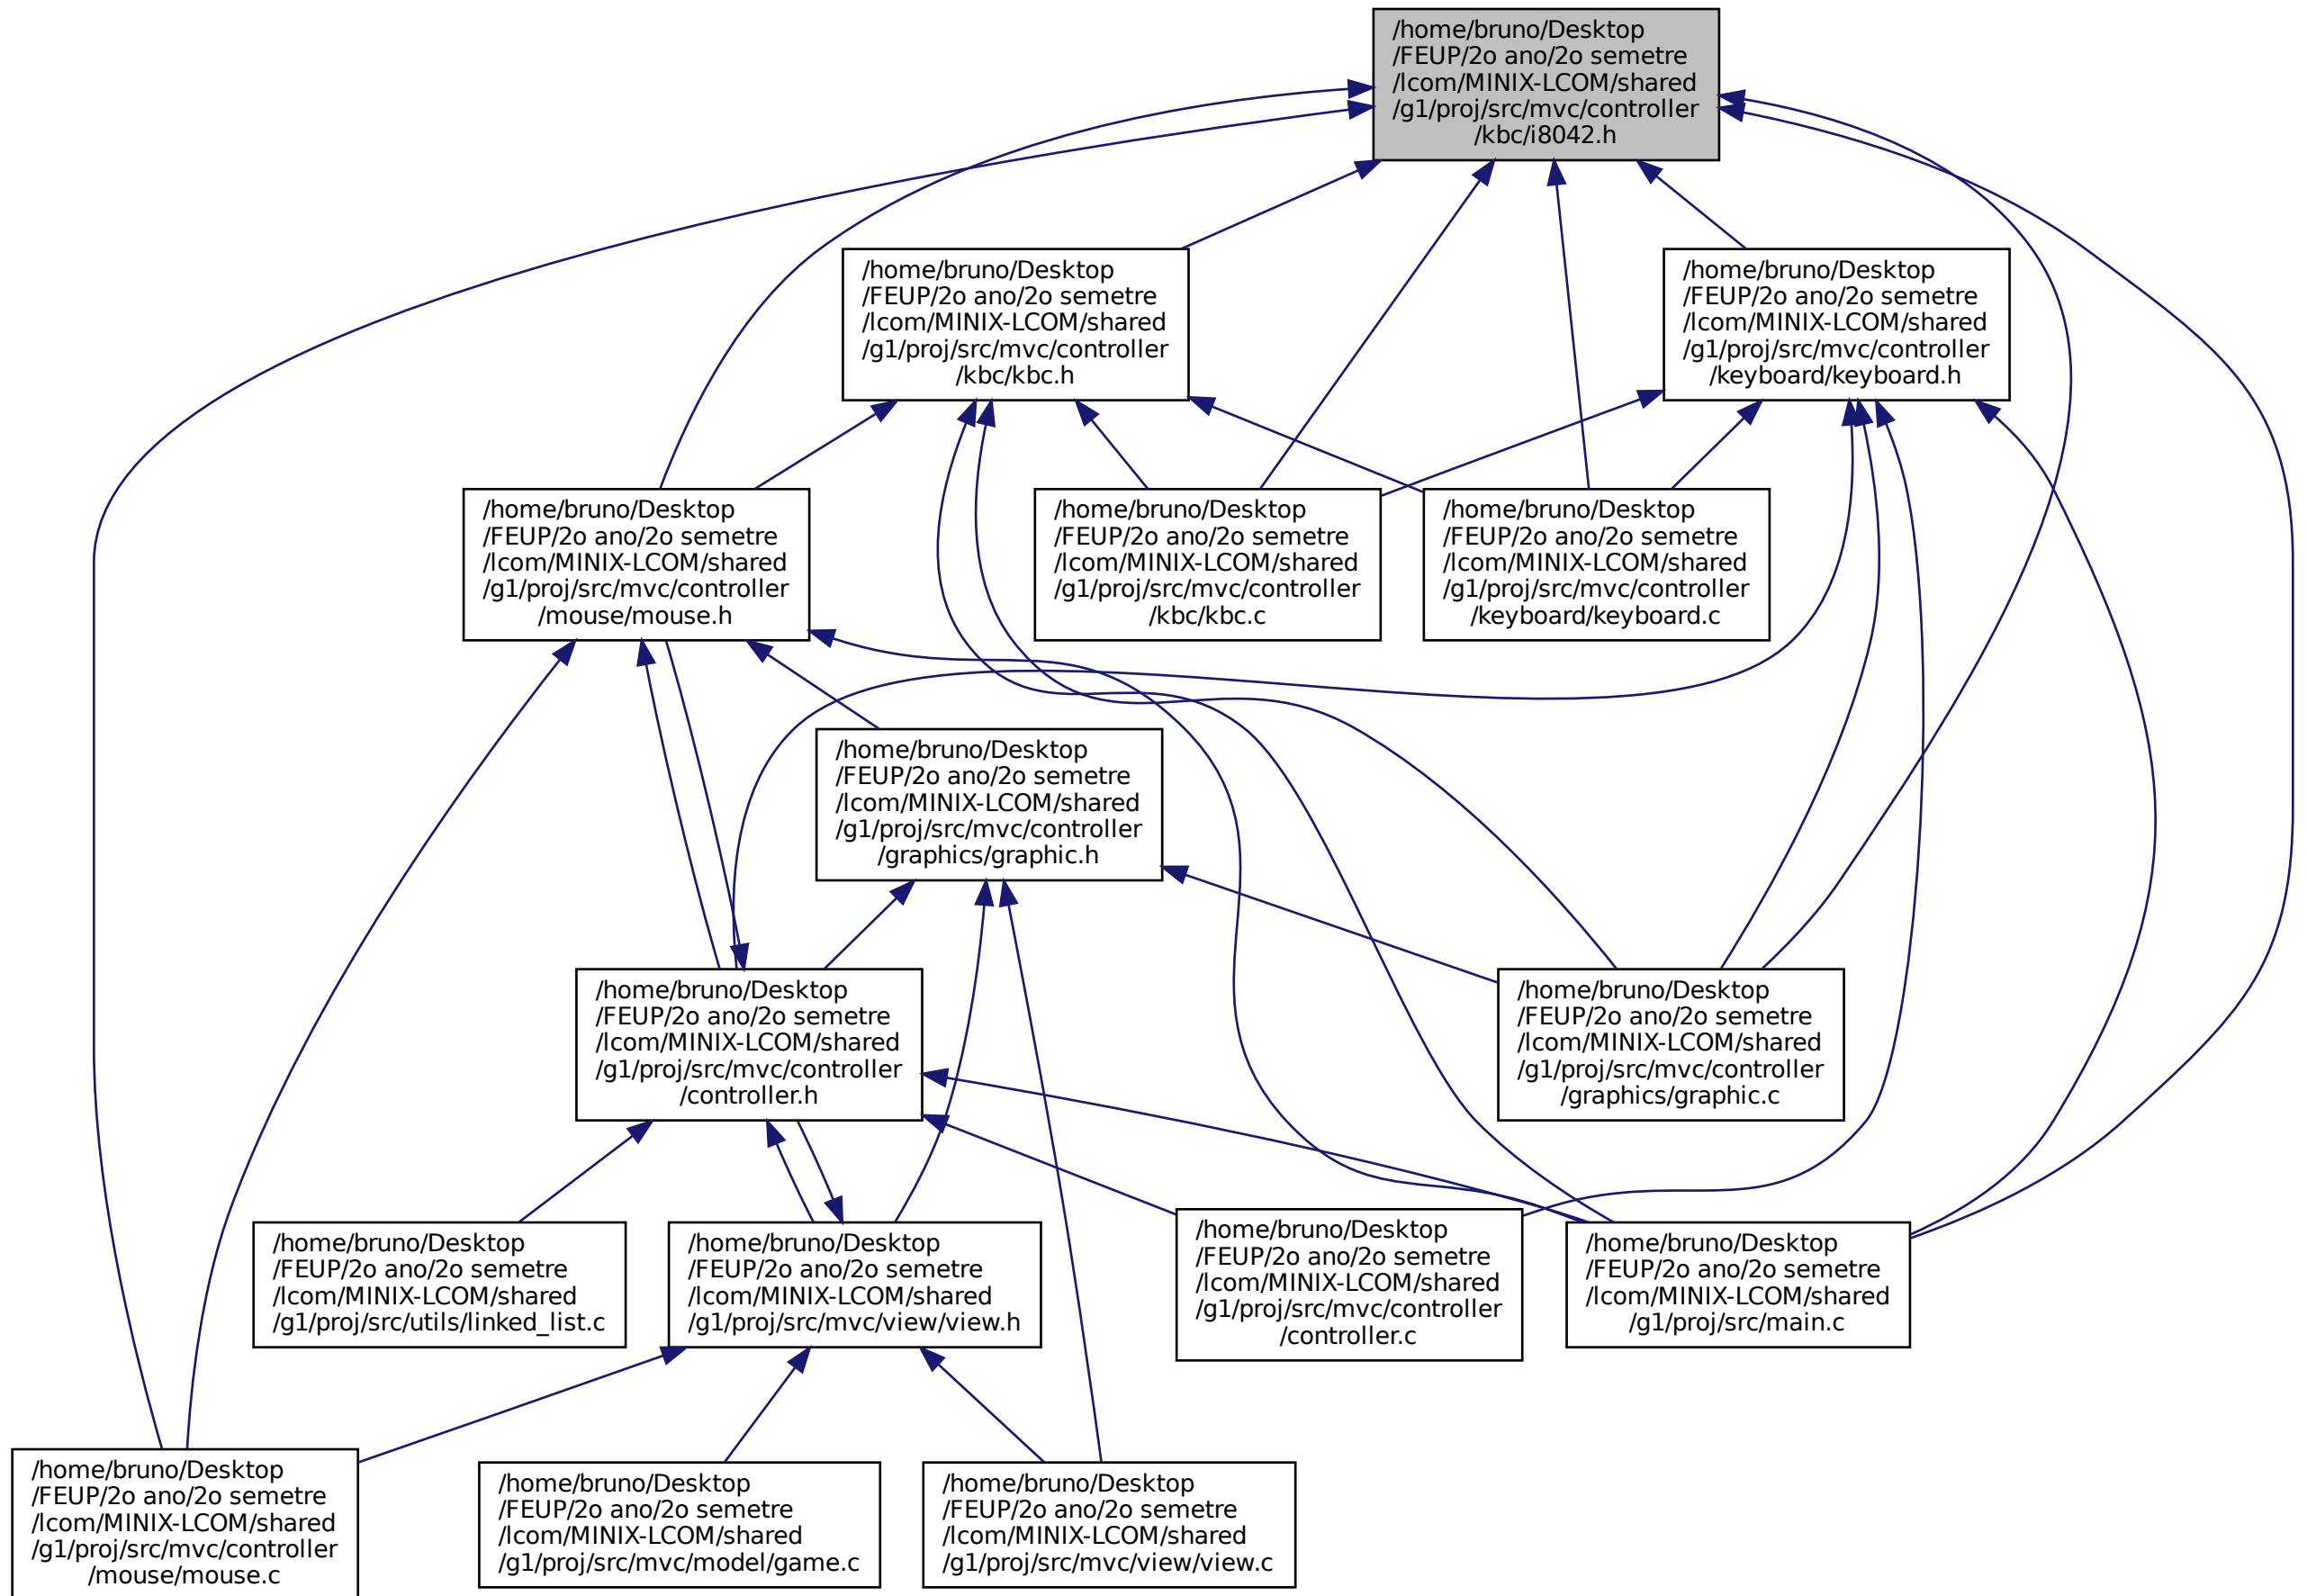 /home/bruno/Desktop
/FEUP/2o ano/2o semetre
/lcom/MINIX-LCOM/shared
/g1/proj/src/mvc/controller
/kbc/i8042.h
/home/bruno/Desktop
/FEUP/2o ano/2o semetre
/lcom/MINIX-LCOM/shared
/g1/proj/src/mvc/controller
/kbc/kbc.h
/home/bruno/Desktop
/FEUP/2o ano/2o semetre
/lcom/MINIX-LCOM/shared
/g1/proj/src/mvc/controller
/keyboard/keyboard.h
/home/bruno/Desktop
/FEUP/2o ano/2o semetre
/lcom/MINIX-LCOM/shared
/g1/proj/src/mvc/controller
/mouse/mouse.h
/home/bruno/Desktop
/FEUP/2o ano/2o semetre
/lcom/MINIX-LCOM/shared
/g1/proj/src/mvc/controller
/kbc/kbc.c
/home/bruno/Desktop
/FEUP/2o ano/2o semetre
/lcom/MINIX-LCOM/shared
/g1/proj/src/mvc/controller
/keyboard/keyboard.c
/home/bruno/Desktop
/FEUP/2o ano/2o semetre
/lcom/MINIX-LCOM/shared
/g1/proj/src/mvc/controller
/graphics/graphic.h
/home/bruno/Desktop
/FEUP/2o ano/2o semetre
/lcom/MINIX-LCOM/shared
/g1/proj/src/mvc/controller
/controller.h
/home/bruno/Desktop
/FEUP/2o ano/2o semetre
/lcom/MINIX-LCOM/shared
/g1/proj/src/mvc/controller
/graphics/graphic.c
/home/bruno/Desktop
/FEUP/2o ano/2o semetre
/lcom/MINIX-LCOM/shared
/g1/proj/src/utils/linked_list.c
/home/bruno/Desktop
/FEUP/2o ano/2o semetre
/lcom/MINIX-LCOM/shared
/g1/proj/src/mvc/view/view.h
/home/bruno/Desktop
/FEUP/2o ano/2o semetre
/lcom/MINIX-LCOM/shared
/g1/proj/src/mvc/controller
/controller.c
/home/bruno/Desktop
/FEUP/2o ano/2o semetre
/lcom/MINIX-LCOM/shared
/g1/proj/src/main.c
/home/bruno/Desktop
/FEUP/2o ano/2o semetre
/lcom/MINIX-LCOM/shared
/g1/proj/src/mvc/controller
/mouse/mouse.c
/home/bruno/Desktop
/FEUP/2o ano/2o semetre
/lcom/MINIX-LCOM/shared
/g1/proj/src/mvc/model/game.c
/home/bruno/Desktop
/FEUP/2o ano/2o semetre
/lcom/MINIX-LCOM/shared
/g1/proj/src/mvc/view/view.c